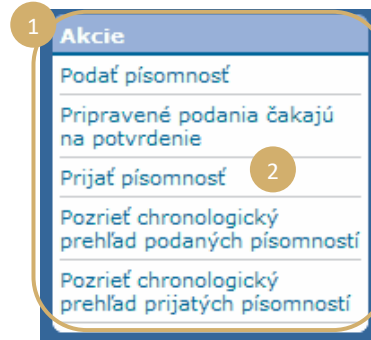 1
Akcie
Podať písomnosť
Pripravené podania čakajú
na potvrdenie
Prijať písomnosť
2
Pozrieť chronologický
prehľad podaných písomností
Pozrieť chronologický
prehľad prijatých písomností